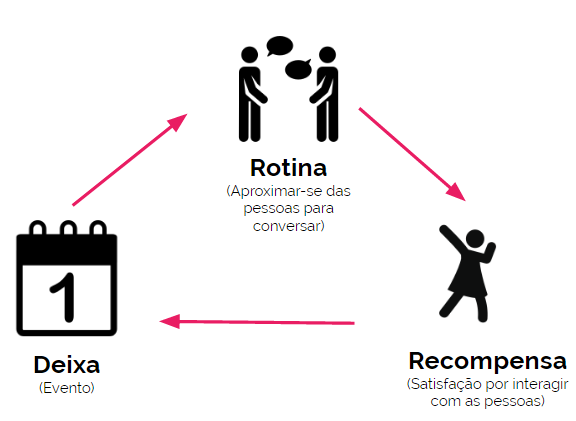 Rotina
(Aproximar-se das
pessoas para
conversar)
1
Deixa
(Evento)
Recompensa
(Satisfação por interagir
com as pessoas)